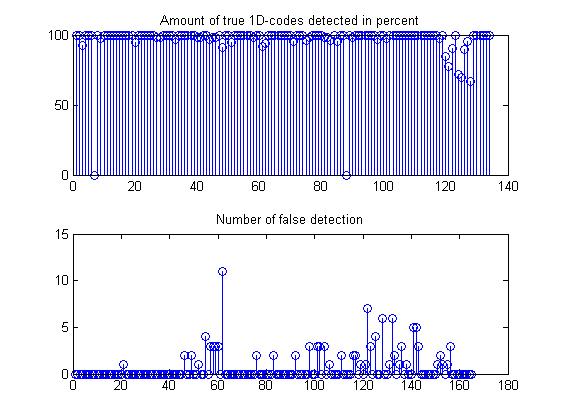 Amount of true 1D-codes detected in percent
100
50
0
0 20 40 60 80 100 120 140
Number of false detection
15
10
5
0
0 20 40 60 80 100 120 140 160 180